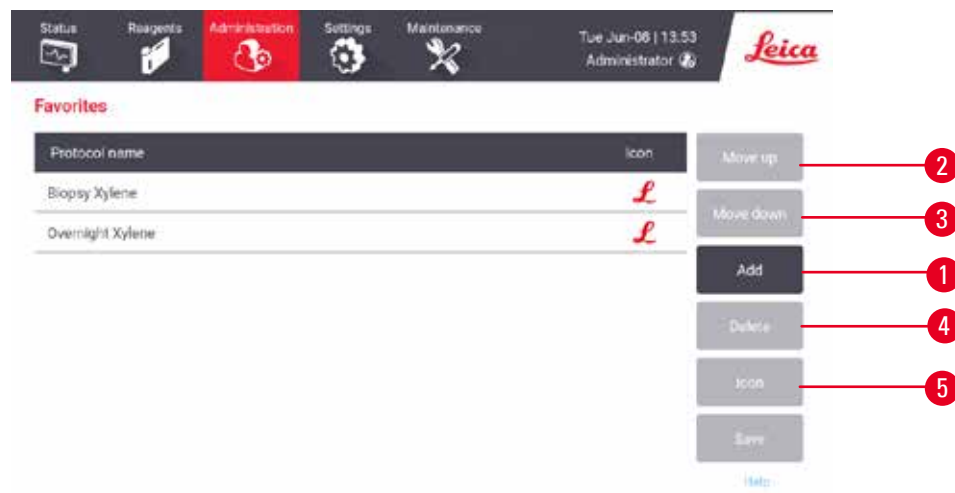 Status Reagents Administration Settings Maintenance
Tue Jun-06 | 13:53
Administrator
Leica
Favorites
Protocol name Icon
Biopsy Xylene
Overnight Xylene
Move up 2
Move down 3
Add 1
Delete 4
Icon 5
Save
Help